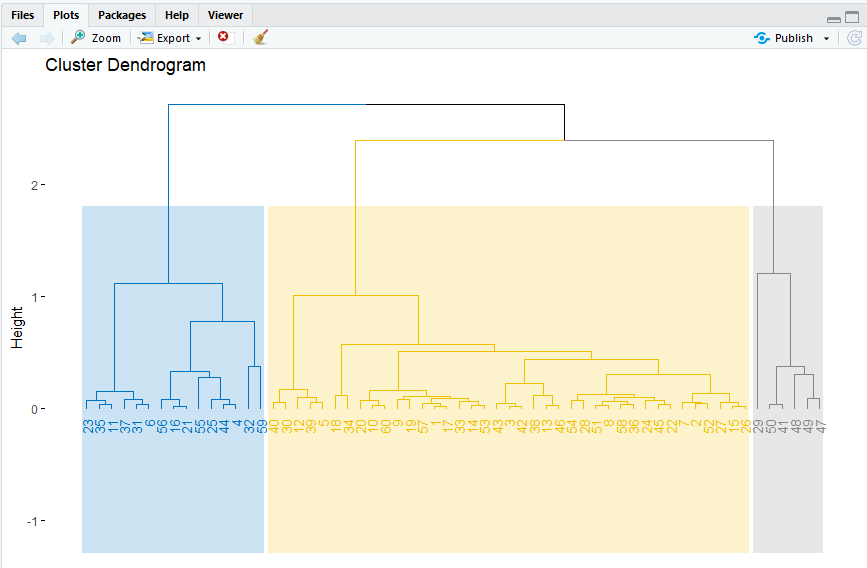 Files Plots Packages Help Viewer
Zoom Export Publish
Cluster Dendrogram
Height
2
1
0
-1
23 35 11 37 31 6 56 16 21 55 25 44 4 32 59 40 30 12 39 5 18 34 20 10 60 9 19 57 1 17 33 14 53 43 3 42 38 13 46 54 28 51 8 58 36 24 45 22 7 2 52 27 15 26 29 50 41 48 49 47